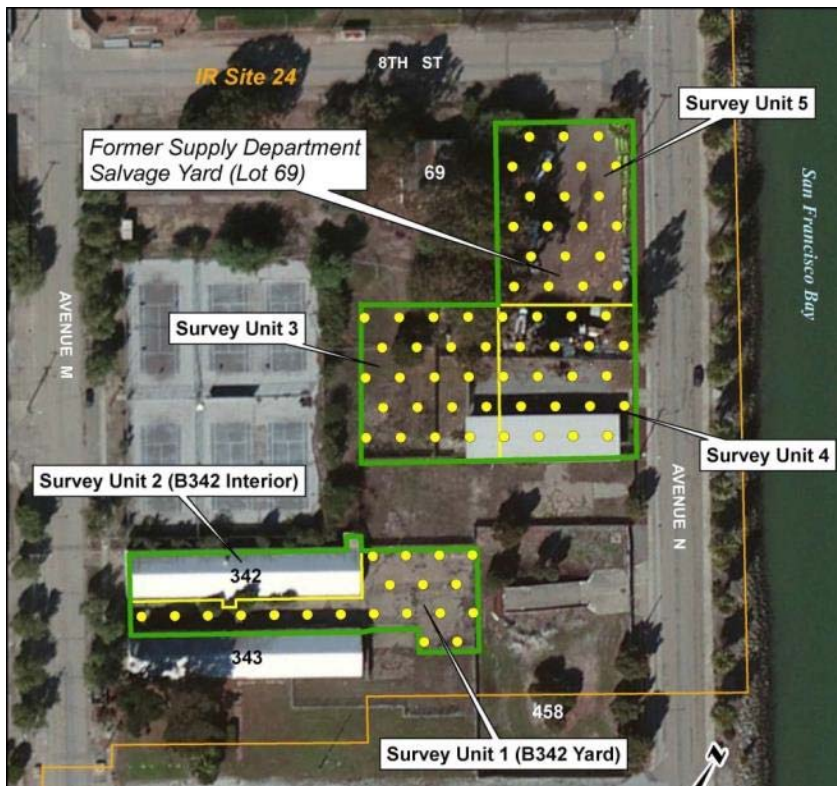 8TH ST
IR Site 24
Survey Unit 5
Former Supply Department
Salvage Yard (Lot 69)
69
San Francisco Bay
AVENUE M
Survey Unit 3
Survey Unit 4
AVENUE N
Survey Unit 2 (B342 Interior)
342
343
458
Survey Unit 1 (B342 Yard)
N